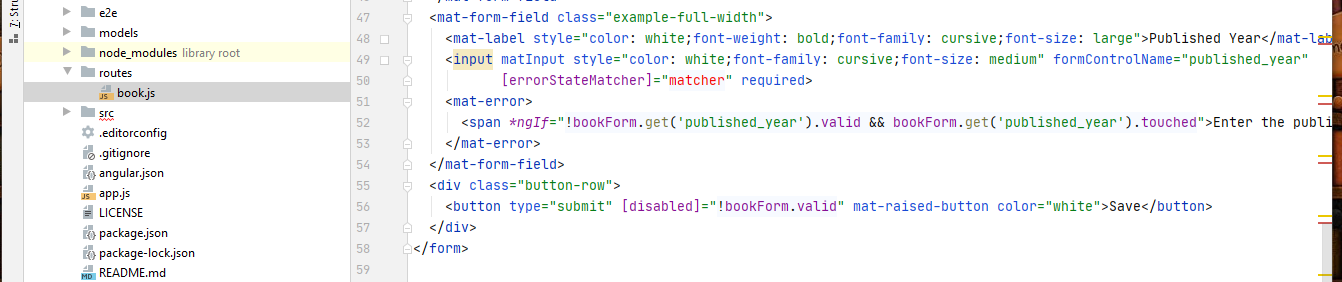 7: Stru
e2e
models
node_modules library root
routes
book.js
src
.editorconfig
.gitignore
angular.json
app.js
LICENSE
package.json
package-lock.json
README.md
47 <mat-form-field class="example-full-width">
48 <mat-label style="color: white;font-weight: bold;font-family: cursive;font-size: large">Published Year</mat-lab
49 <input matInput style="color: white;font-family: cursive;font-size: medium" formControlName="published_year"
50 [errorStateMatcher]="matcher" required>
51 <mat-error>
52 <span *ngIf="!bookForm.get('published_year').valid && bookForm.get('published_year').touched">Enter the publi
53 </mat-error>
54 </mat-form-field>
55 <div class="button-row">
56 <button type="submit" [disabled]="!bookForm.valid" mat-raised-button color="white">Save</button>
57 </div>
58 </form>
59